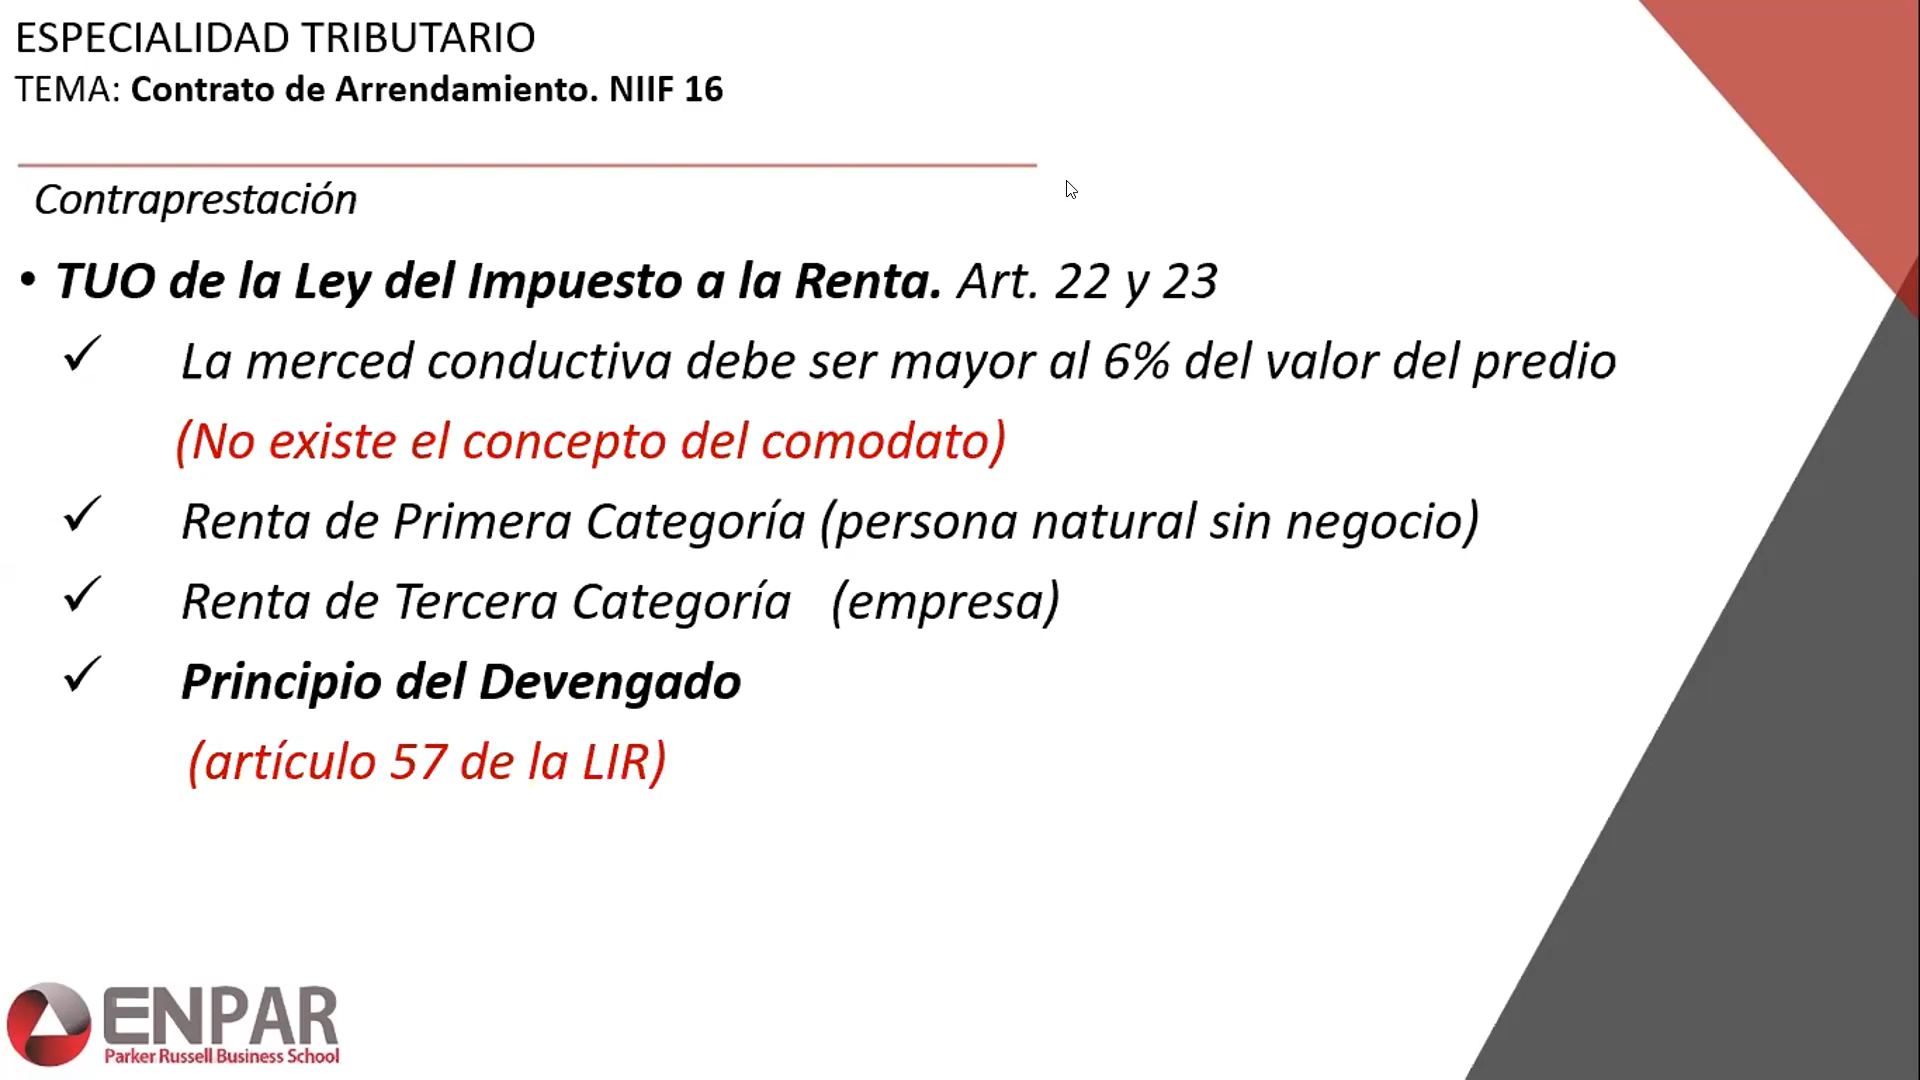 ESPECIALIDAD TRIBUTARIO
TEMA: Contrato de Arrendamiento. NIIF 16
Contraprestación
• TUO de la Ley del Impuesto a la Renta. Art. 22 y 23
✓ La merced conductiva debe ser mayor al 6% del valor del predio
(No existe el concepto del comodato)
✓ Renta de Primera Categoría (persona natural sin negocio)
✓ Renta de Tercera Categoría (empresa)
✓ Principio del Devengado
(artículo 57 de la LIR)
ENPAR
Parker Russell Business School